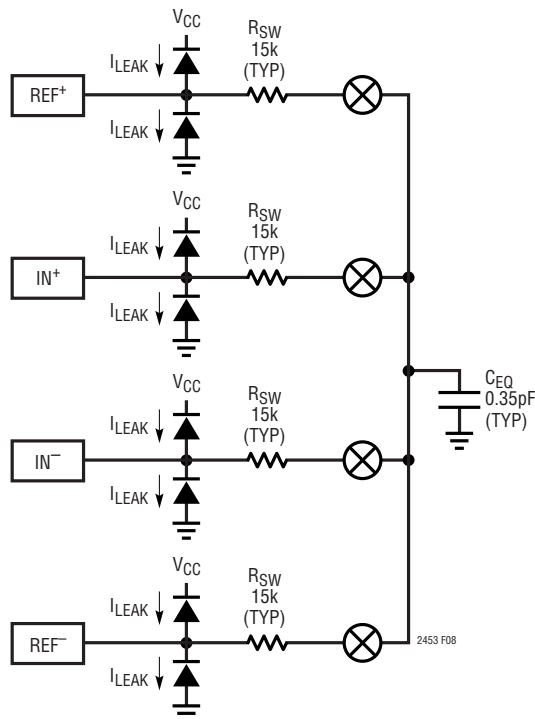 VCC
ILEAK
RSW
15k
(TYP)
REF+
ILEAK
VCC
ILEAK
RSW
15k
(TYP)
IN+
ILEAK
VCC
ILEAK
RSW
15k
(TYP)
CEQ
0.35pF
(TYP)
IN−
ILEAK
VCC
ILEAK
RSW
15k
(TYP)
REF−
ILEAK
2453 F08